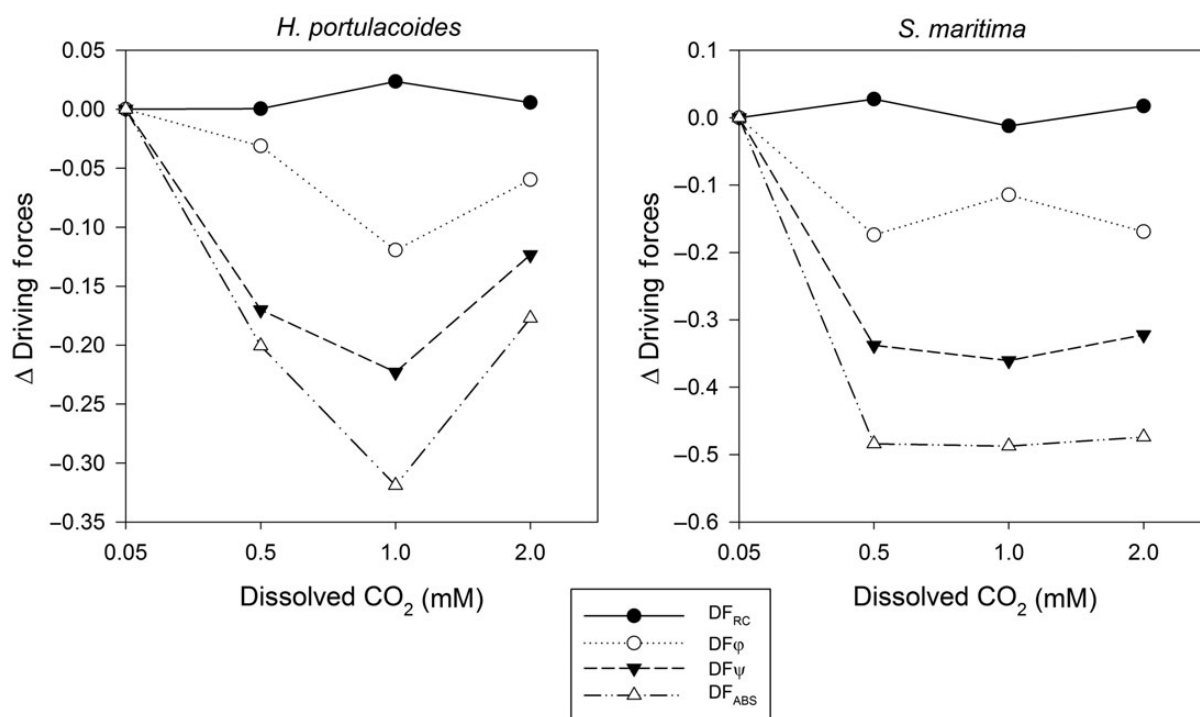 H. portulacoides
0.05
0.00
−0.05
−0.10
−0.15
−0.20
−0.25
−0.30
−0.35
Δ Driving forces
0.05 0.5 1.0 2.0
Dissolved CO₂ (mM)
S. maritima
0.1
0.0
−0.1
−0.2
−0.3
−0.4
−0.5
−0.6
Δ Driving forces
0.05 0.5 1.0 2.0
Dissolved CO₂ (mM)
DF_RC
DFφ
DFψ
DF_ABS